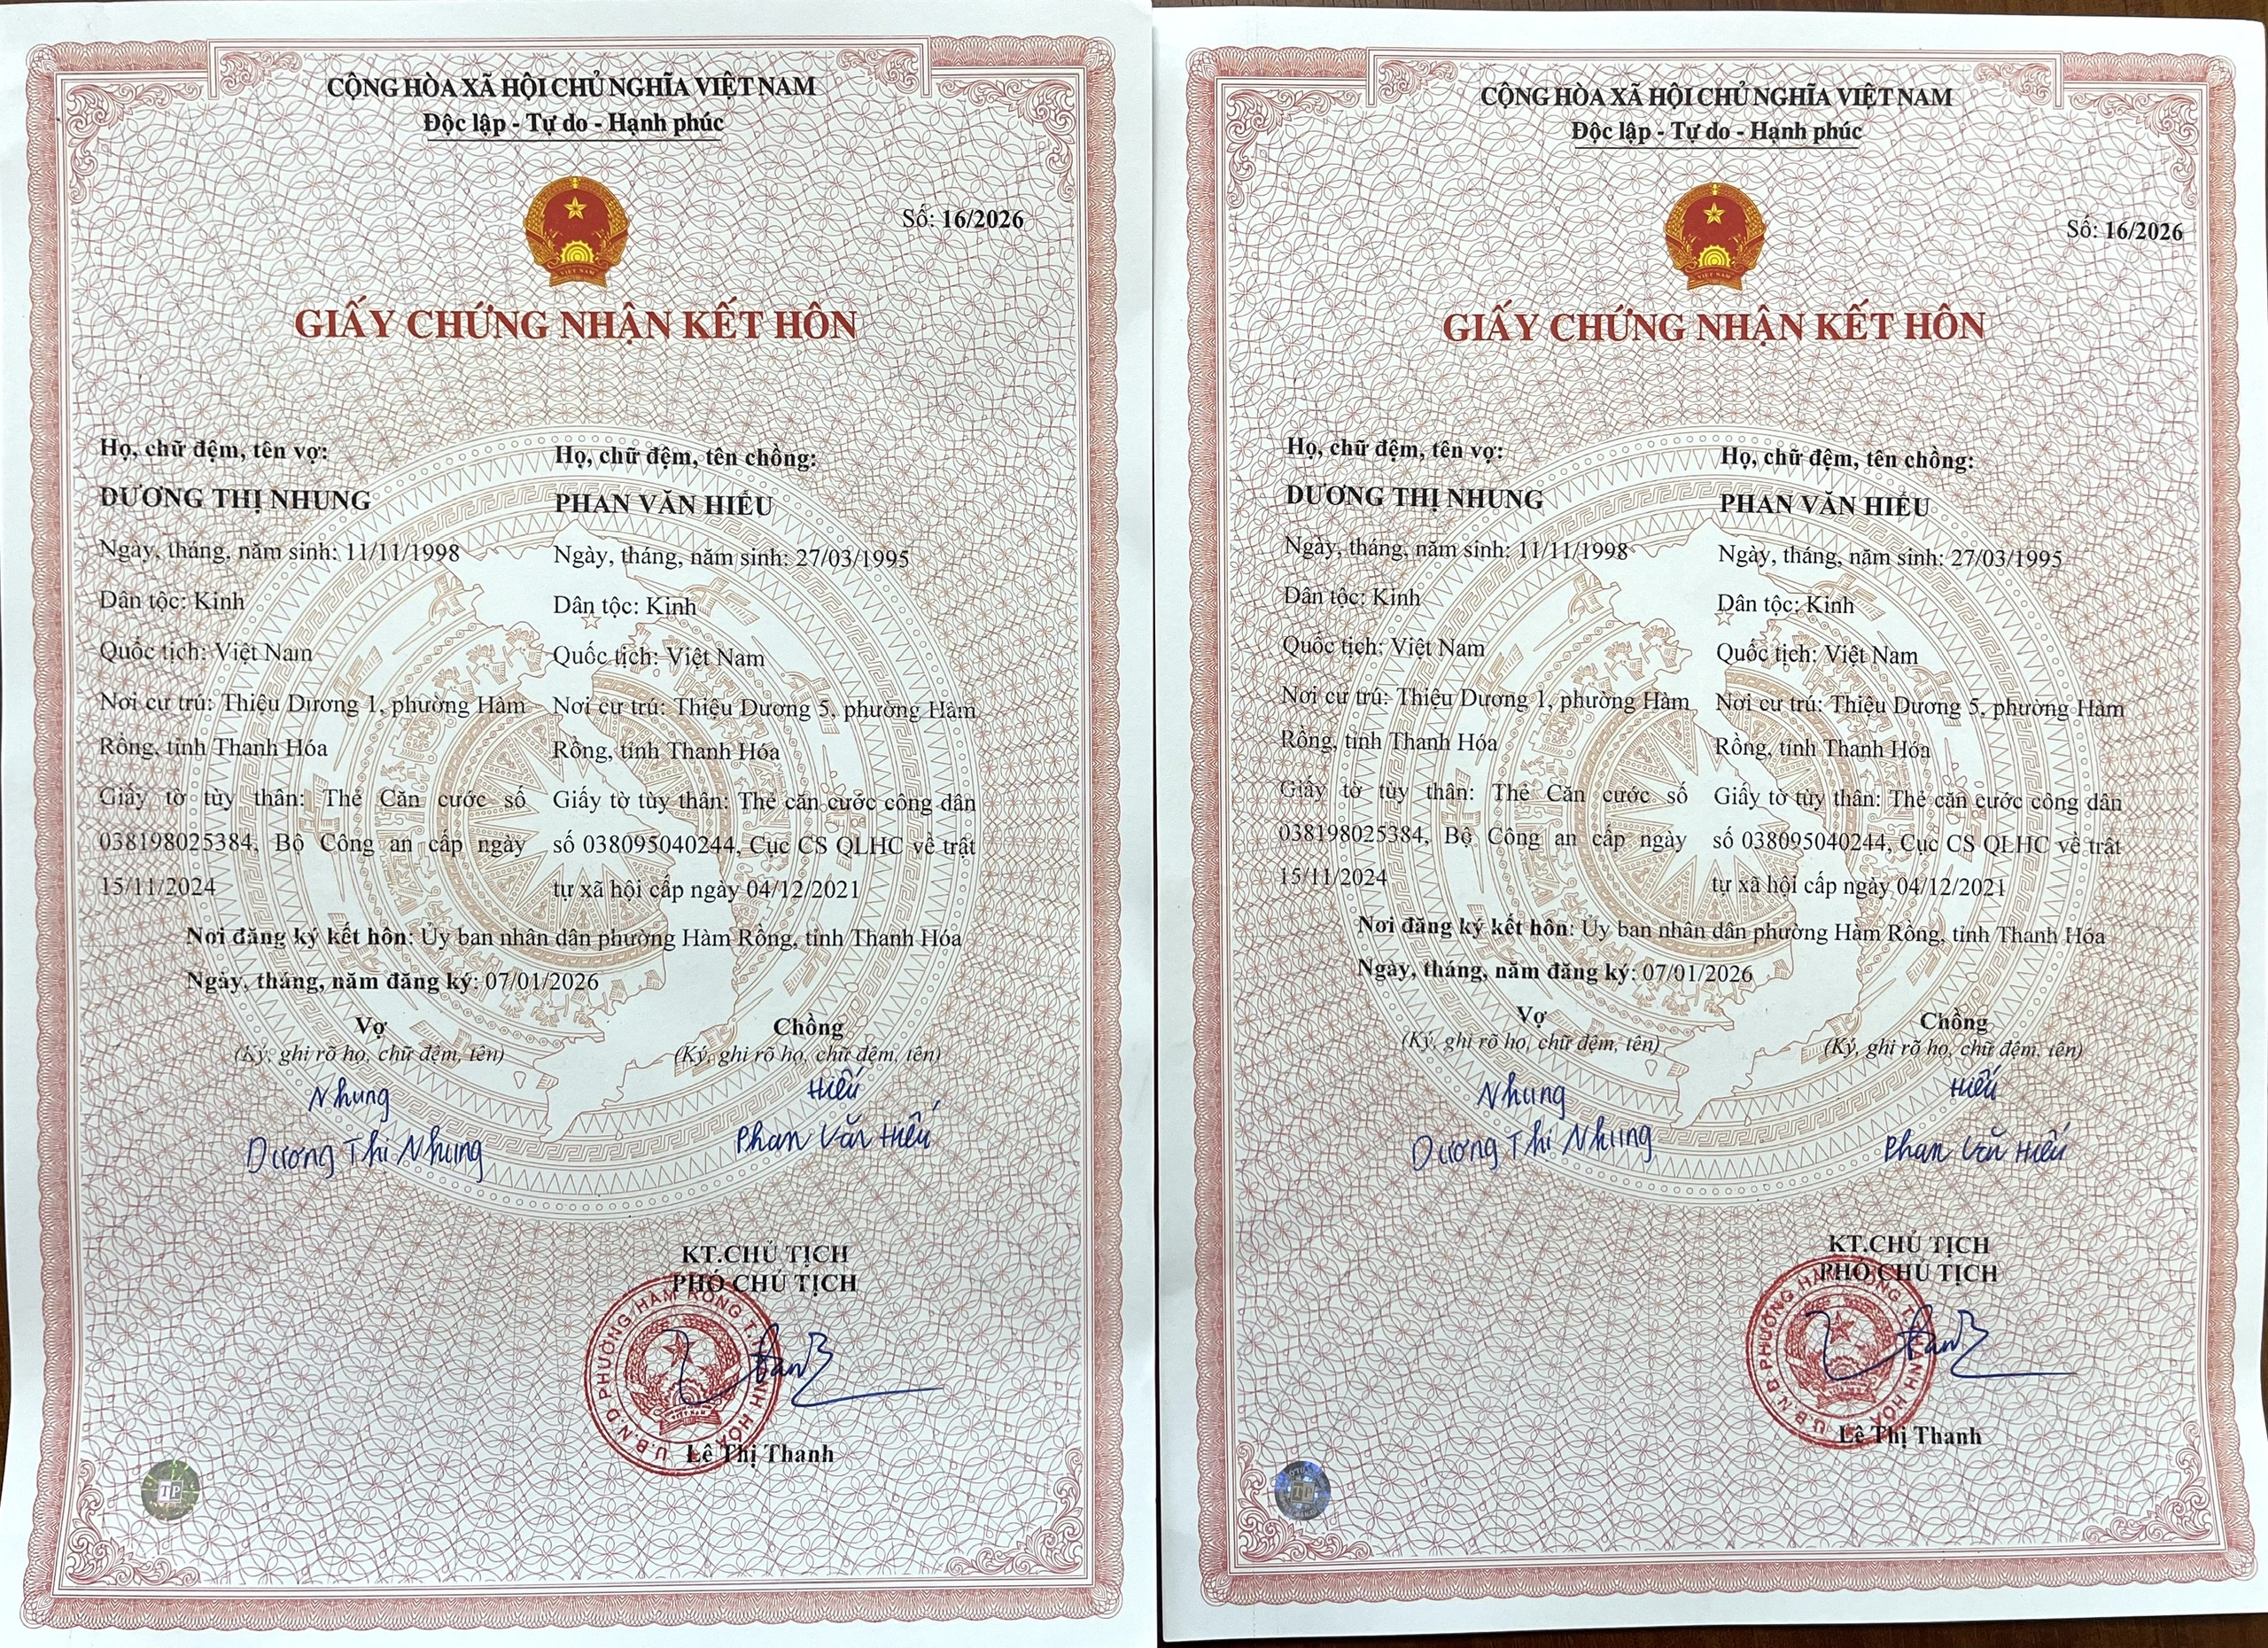 CỘNG HÒA XÃ HỘI CHỦ NGHĨA VIỆT NAM
Độc lập - Tự do - Hạnh phúc
VIỆT NAM
Số: 16/2026
GIẤY CHỨNG NHẬN KẾT HÔN
Họ, chữ đệm, tên vợ:
DƯƠNG THỊ NHUNG
Ngày, tháng, năm sinh: 11/11/1998
Dân tộc: Kinh
Quốc tịch: Việt Nam
Nơi cư trú: Thiệu Dương 1, phường Hàm
Rồng, tỉnh Thanh Hóa
Giấy tờ tùy thân: Thẻ Căn cước số
038198025384, Bộ Công an cấp ngày
15/11/2024
Họ, chữ đệm, tên chồng:
PHAN VĂN HIẾU
Ngày, tháng, năm sinh: 27/03/1995
Dân tộc: Kinh
Quốc tịch: Việt Nam
Nơi cư trú: Thiệu Dương 5, phường Hàm
Rồng, tỉnh Thanh Hóa
Giấy tờ tùy thân: Thẻ căn cước công dân
số 038095040244, Cục CS QLHC về trật
tự xã hội cấp ngày 04/12/2021
Nơi đăng ký kết hôn: Ủy ban nhân dân phường Hàm Rồng, tỉnh Thanh Hóa
Ngày, tháng, năm đăng ký: 07/01/2026
Vợ
(Ký, ghi rõ họ, chữ đệm, tên)
Nhung
Dương Thị Nhung
Chồng
(Ký, ghi rõ họ, chữ đệm, tên)
Hiếu
Phan Văn Hiếu
KT.CHỦ TỊCH
PHÓ CHỦ TỊCH
U.B.N.D PHƯỜNG HÀM RỒNG T.THANH HÓA
VIỆT NAM
Lê Thị Thanh
TP
CỘNG HÒA XÃ HỘI CHỦ NGHĨA VIỆT NAM
Độc lập - Tự do - Hạnh phúc
VIỆT NAM
Số: 16/2026
GIẤY CHỨNG NHẬN KẾT HÔN
Họ, chữ đệm, tên vợ:
DƯƠNG THỊ NHUNG
Ngày, tháng, năm sinh: 11/11/1998
Dân tộc: Kinh
Quốc tịch: Việt Nam
Nơi cư trú: Thiệu Dương 1, phường Hàm
Rồng, tỉnh Thanh Hóa
Giấy tờ tùy thân: Thẻ Căn cước số
038198025384, Bộ Công an cấp ngày
15/11/2024
Họ, chữ đệm, tên chồng:
PHAN VĂN HIẾU
Ngày, tháng, năm sinh: 27/03/1995
Dân tộc: Kinh
Quốc tịch: Việt Nam
Nơi cư trú: Thiệu Dương 5, phường Hàm
Rồng, tỉnh Thanh Hóa
Giấy tờ tùy thân: Thẻ căn cước công dân
số 038095040244, Cục CS QLHC về trật
tự xã hội cấp ngày 04/12/2021
Nơi đăng ký kết hôn: Ủy ban nhân dân phường Hàm Rồng, tỉnh Thanh Hóa
Ngày, tháng, năm đăng ký: 07/01/2026
Vợ
(Ký, ghi rõ họ, chữ đệm, tên)
Nhung
Dương Thị Nhung
Chồng
(Ký, ghi rõ họ, chữ đệm, tên)
Hiếu
Phan Văn Hiếu
KT.CHỦ TỊCH
PHÓ CHỦ TỊCH
U.B.N.D PHƯỜNG HÀM RỒNG T.THANH HÓA
Lê Thị Thanh
TP